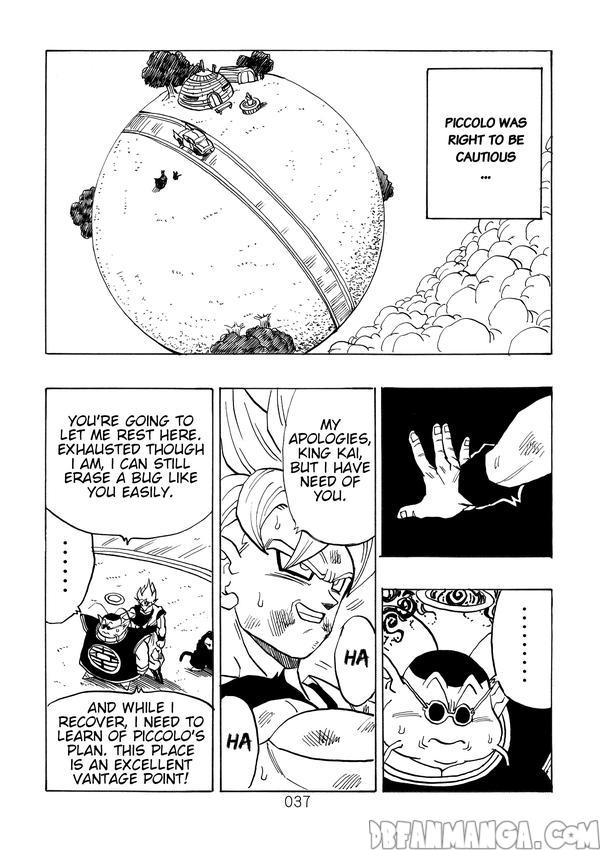 PICCOLO WAS
RIGHT TO BE
CAUTIOUS
...
MY
APOLOGIES,
KING KAI,
BUT I HAVE
NEED OF
YOU.
YOU'RE GOING TO
LET ME REST HERE.
EXHAUSTED THOUGH
I AM, I CAN STILL
ERASE A BUG LIKE
YOU EASILY.
......
HA
HA
......
AND WHILE I
RECOVER, I NEED TO
LEARN OF PICCOLO'S
PLAN. THIS PLACE
IS AN EXCELLENT
VANTAGE POINT!
037
DBFANMANGA.COM